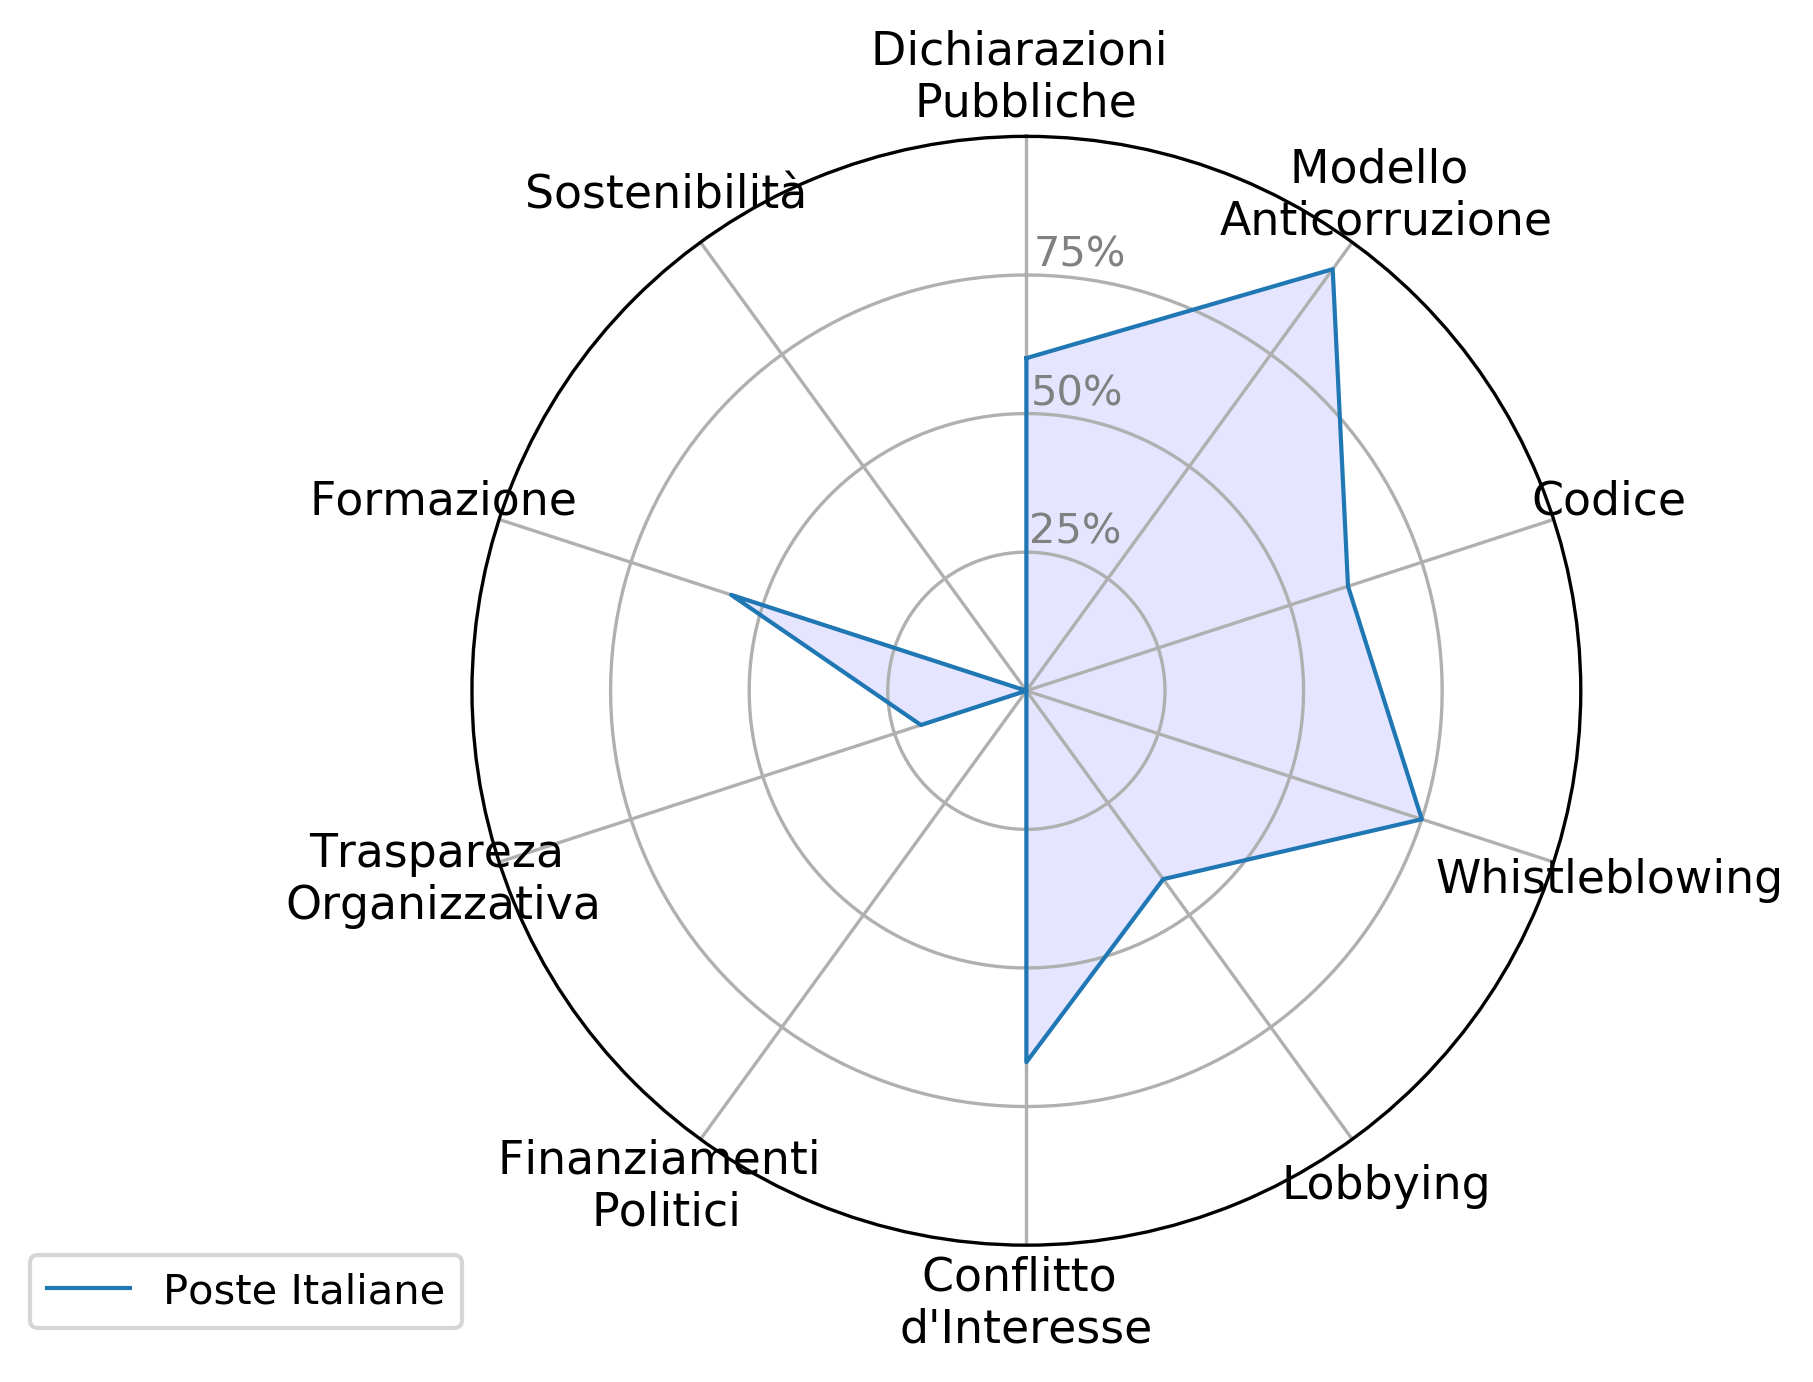 Dichiarazioni
Pubbliche
Modello
Anticorruzione
Sostenibilità
75%
50%
25%
Formazione
Codice
Traspareza
Organizzativa
Whistleblowing
Finanziamenti
Politici
Lobbying
Conflitto
d'Interesse
Poste Italiane